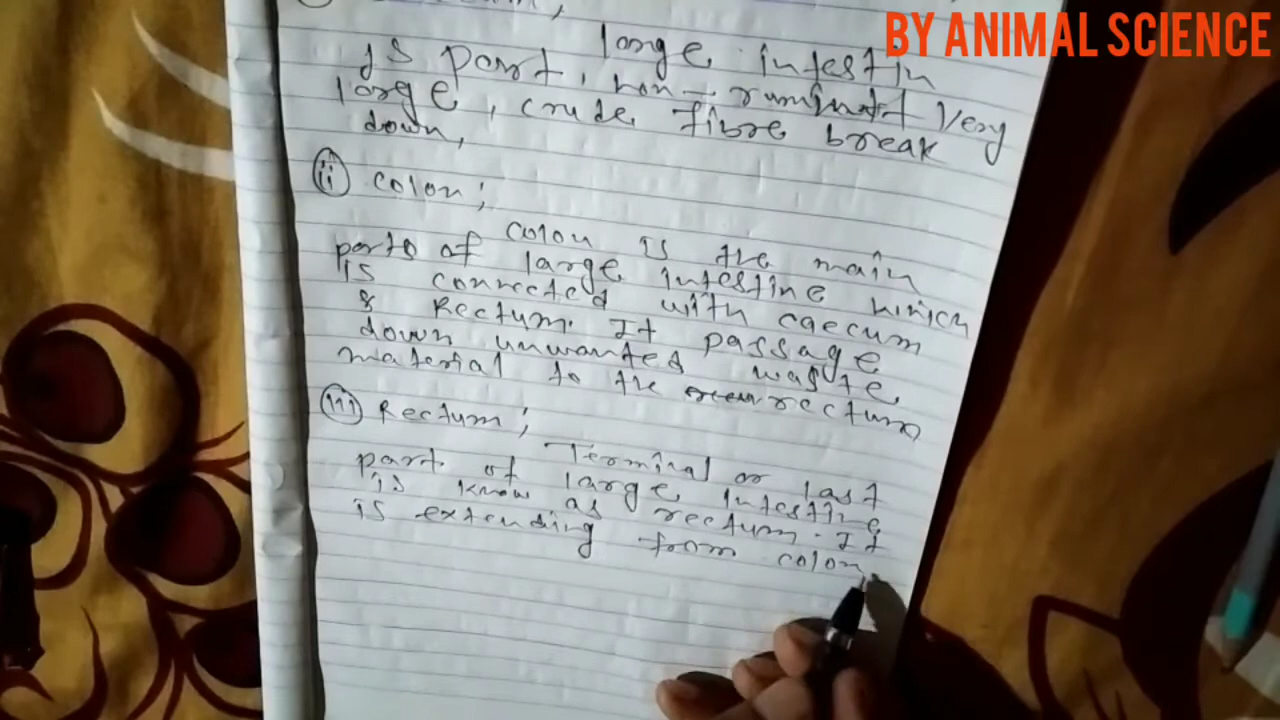 BY ANIMAL SCIENCE
large intestin
is part, non-ruminant very
large, crude fibre break
down,
(ii) colon;
colon is the main
parts of large intestine which
is connected with caecum
& Rectum. It passage
down unwanted waste
material to the rectum
(iii) Rectum;
Terminal or last
part of large intestine
is know as rectum. It
is extending from colon